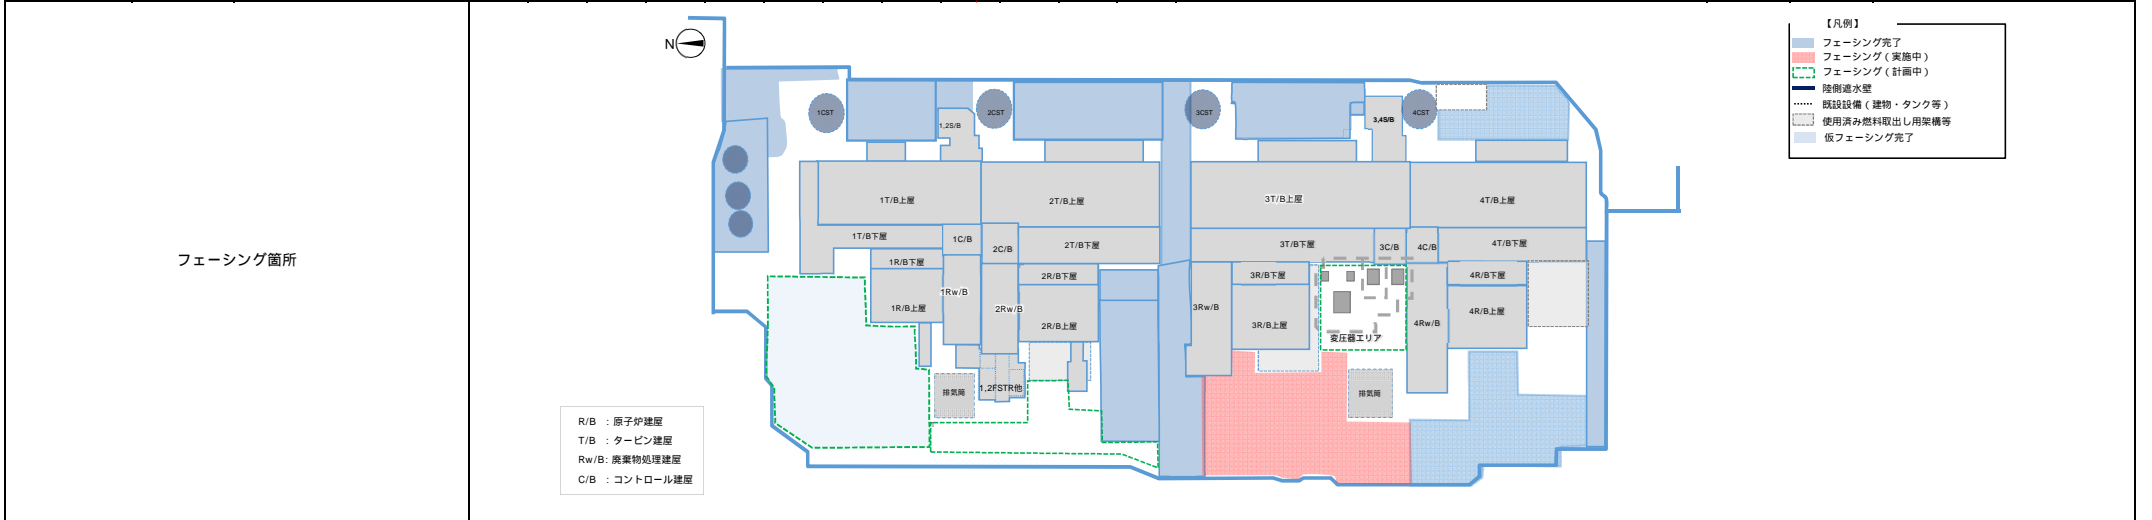 フェーシング箇所
N
【凡例】
フェーシング完了
フェーシング（実施中）
フェーシング（計画中）
陸側遮水壁
既設設備（建物・タンク等）
使用済み燃料取出し用架構等
仮フェーシング完了
1CST
1,2S/B
2CST
3CST
3,4S/B
4CST
1T/B上屋
2T/B上屋
3T/B上屋
4T/B上屋
1T/B下屋
1C/B
2C/B
2T/B下屋
3T/B下屋
3C/B
4C/B
4T/B下屋
1R/B下屋
2R/B下屋
3R/B下屋
4R/B下屋
1Rw/B
1R/B上屋
2Rw/B
2R/B上屋
3Rw/B
3R/B上屋
変圧器エリア
4Rw/B
4R/B上屋
排気筒
1,2FSTR他
排気筒
R/B ：原子炉建屋
T/B ：タービン建屋
Rw/B：廃棄物処理建屋
C/B ：コントロール建屋